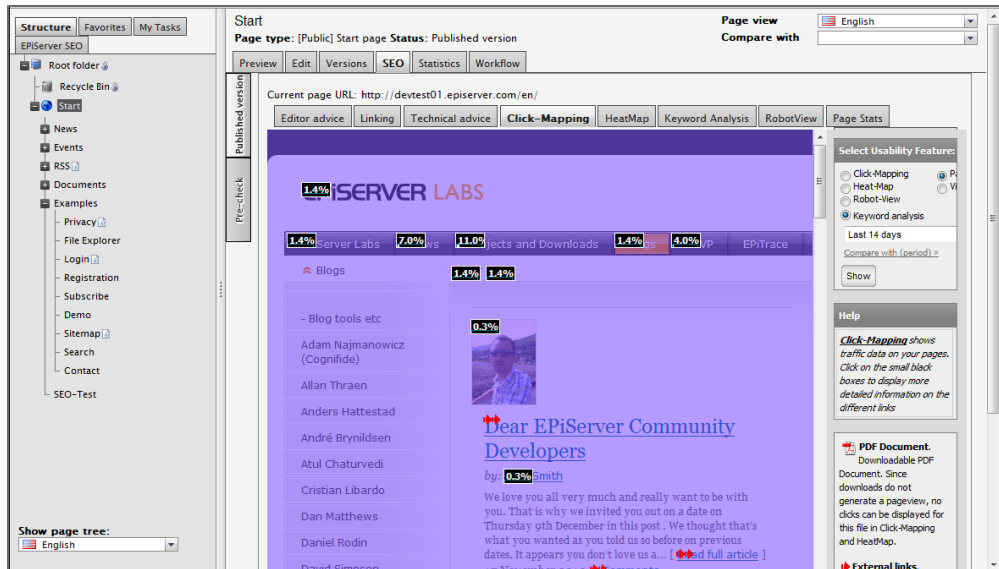 Structure Favorites My Tasks
EPiServer SEO
Root folder
Recycle Bin
Start
News
Events
RSS
Documents
Examples
Privacy
File Explorer
Login
Registration
Subscribe
Demo
Sitemap
Search
Contact
SEO-Test
Show page tree:
English
Start
Page type: [Public] Start page Status: Published version
Page view English
Compare with
Preview Edit Versions SEO Statistics Workflow
Published version
Pre-check
Current page URL: http://devtest01.episerver.com/en/
Editor advice Linking Technical advice Click-Mapping HeatMap Keyword Analysis RobotView Page Stats
1.4% iSERVER LABS
1.4% Server Labs 7.0% ws 11.0% jects and Downloads 1.4% gs 4.0% VP EPiTrace
Blogs
1.4% 1.4%
- Blog tools etc
Adam Najmanowicz
(Cognifide)
Allan Thraen
Anders Hattestad
André Brynildsen
Atul Chaturvedi
Cristian Libardo
Dan Matthews
Daniel Rodin
David Simpson
0.3%
Dear EPiServer Community
Developers
by: 0.3% Smith
We love you all very much and really want to be with
you. That is why we invited you out on a date on
Thursday 9th December in this post . We thought that's
what you wanted as you told us so before on previous
dates. It appears you don't love us a... [ ad full article ]
Select Usability Feature:
Click-Mapping
Heat-Map
Robot-View
Keyword analysis
Last 14 days
Compare with (period) »
Show
Help
Click-Mapping shows
traffic data on your pages.
Click on the small black
boxes to display more
detailed information on the
different links
PDF Document.
Downloadable PDF
Document. Since
downloads do not
generate a pageview, no
clicks can be displayed for
this file in Click-Mapping
and HeatMap.
External links.